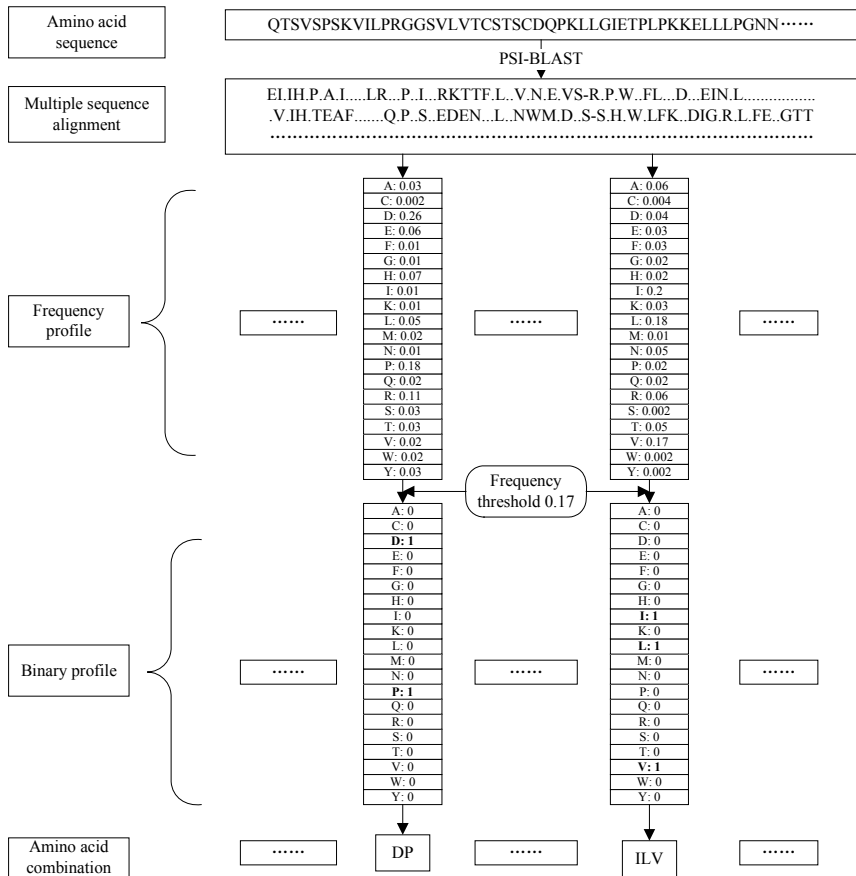 Amino acid
sequence
QTSVSPSKVILPRGGSVLVTCSTSCDQPKLLGIETPLPKKELLLPGNN······
PSI-BLAST
Multiple sequence
alignment
EI.IH.P.A.I.....LR...P..I...RKTTF.L..V.N.E.VS-R.P.W..FL...D...EIN.L.................
.V.IH.TEAF.......Q.P..S..EDEN...L..NWM.D..S-S.H.W.LFK..DIG.R.L.FE..GTT
Frequency
profile
······
A: 0.03
C: 0.002
D: 0.26
E: 0.06
F: 0.01
G: 0.01
H: 0.07
I: 0.01
K: 0.01
L: 0.05
M: 0.02
N: 0.01
P: 0.18
Q: 0.02
R: 0.11
S: 0.03
T: 0.03
V: 0.02
W: 0.02
Y: 0.03
······
A: 0.06
C: 0.004
D: 0.04
E: 0.03
F: 0.03
G: 0.02
H: 0.02
I: 0.2
K: 0.03
L: 0.18
M: 0.01
N: 0.05
P: 0.02
Q: 0.02
R: 0.06
S: 0.002
T: 0.05
V: 0.17
W: 0.002
Y: 0.002
······
Frequency
threshold 0.17
Binary profile
······
A: 0
C: 0
D: 1
E: 0
F: 0
G: 0
H: 0
I: 0
K: 0
L: 0
M: 0
N: 0
P: 1
Q: 0
R: 0
S: 0
T: 0
V: 0
W: 0
Y: 0
······
A: 0
C: 0
D: 0
E: 0
F: 0
G: 0
H: 0
I: 1
K: 0
L: 1
M: 0
N: 0
P: 0
Q: 0
R: 0
S: 0
T: 0
V: 1
W: 0
Y: 0
······
Amino acid
combination
······
DP
······
ILV
······